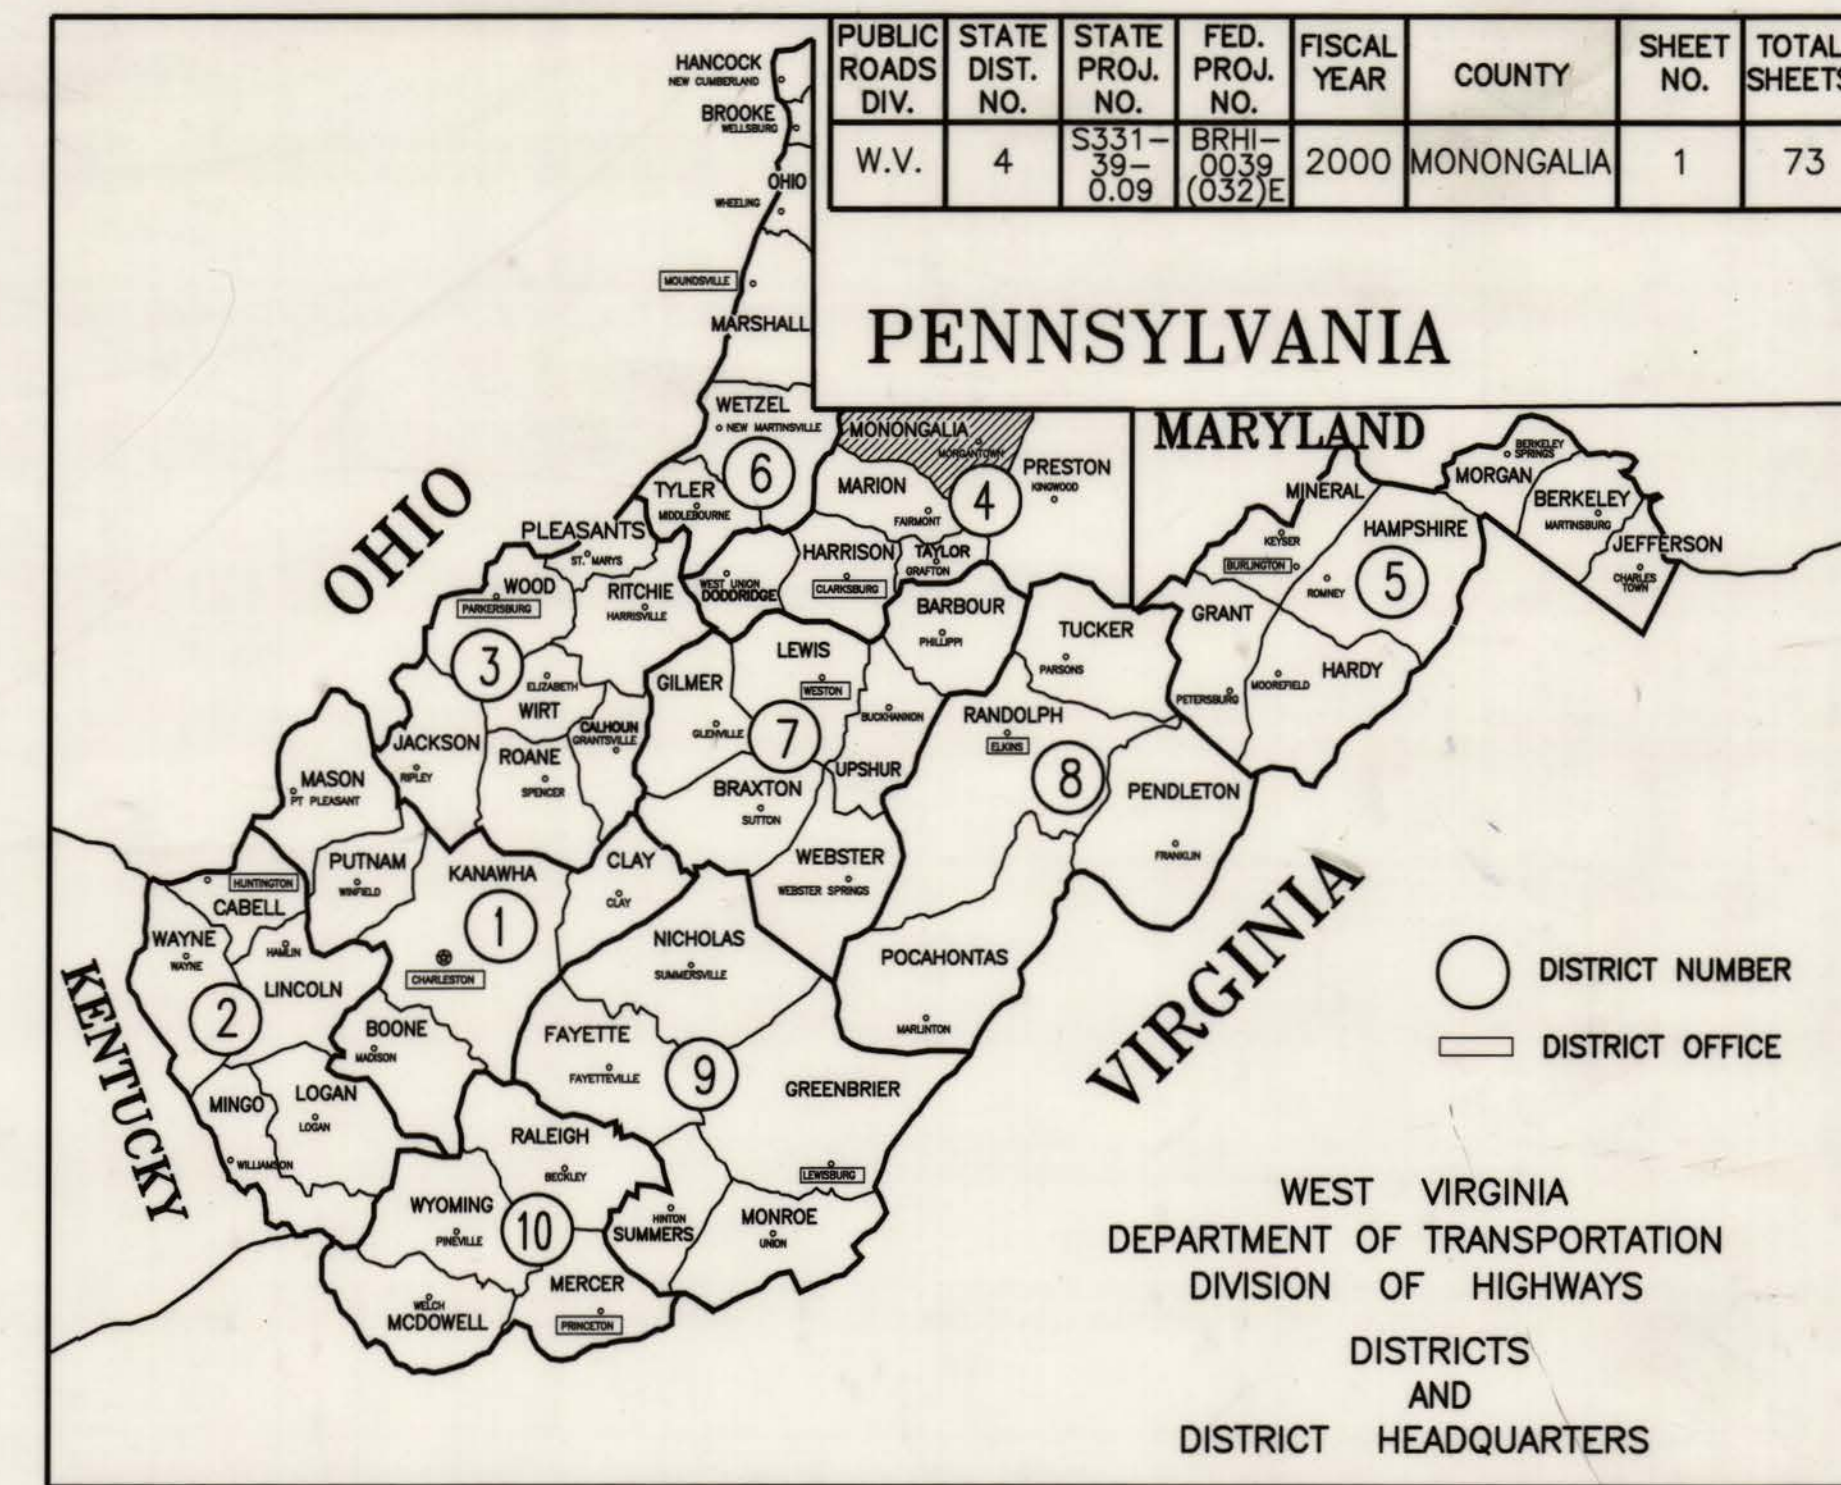 PUBLIC ROADS DIV.
STATE DIST. NO.
STATE PROJ. NO.
FED. PROJ. NO.
FISCAL YEAR
COUNTY
SHEET NO.
TOTAL SHEETS
W.V.
4
S331-39-0.09
BRHI-0039(032)E
2000
MONONGALIA
1
73
HANCOCK
NEW CUMBERLAND
BROOKE
WELLSBURG
OHIO
WHEELING
MOUNDSVILLE
MARSHALL
PENNSYLVANIA
WETZEL
NEW MARTINSVILLE
6
MONONGALIA
MORGANTOWN
MARYLAND
PRESTON
KINGWOOD
4
MARION
FAIRMONT
TYLER
MIDDLEBOURNE
OHIO
PLEASANTS
ST. MARYS
HARRISON
CLARKSBURG
TAYLOR
GRAFTON
WEST UNION
DODDRIDGE
MINERAL
KEYSER
BURLINGTON
HAMPSHIRE
ROMNEY
5
MORGAN
BERKELEY SPRINGS
BERKELEY
MARTINSBURG
JEFFERSON
CHARLES TOWN
WOOD
PARKERSBURG
RITCHIE
HARRISVILLE
3
ELIZABETH
WIRT
BARBOUR
PHILLIPPI
TUCKER
PARSONS
GRANT
PETERSBURG
MOOREFIELD
HARDY
LEWIS
WESTON
GILMER
GLENVILLE
7
BUCKHANNON
UPSHUR
CALHOUN
GRANTSVILLE
JACKSON
RIPLEY
ROANE
SPENCER
MASON
PT PLEASANT
RANDOLPH
ELKINS
8
PENDLETON
FRANKLIN
BRAXTON
SUTTON
WEBSTER
WEBSTER SPRINGS
PUTNAM
WINFIELD
KANAWHA
1
CHARLESTON
CLAY
CLAY
HUNTINGTON
CABELL
WAYNE
WAYNE
HAMLIN
LINCOLN
2
NICHOLAS
SUMMERSVILLE
POCAHONTAS
MARLINTON
VIRGINIA
KENTUCKY
BOONE
MADISON
FAYETTE
FAYETTEVILLE
9
GREENBRIER
LEWISBURG
MINGO
WILLIAMSON
LOGAN
LOGAN
RALEIGH
BECKLEY
WYOMING
PINEVILLE
10
HINTON
SUMMERS
MONROE
UNION
MERCER
PRINCETON
WELCH
MCDOWELL
DISTRICT NUMBER
DISTRICT OFFICE
WEST VIRGINIA
DEPARTMENT OF TRANSPORTATION
DIVISION OF HIGHWAYS
DISTRICTS
AND
DISTRICT HEADQUARTERS